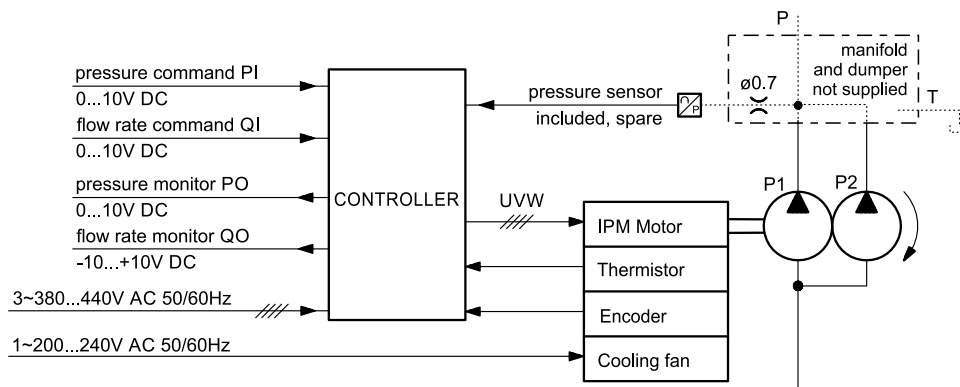 P
manifold
and dumper
not supplied
ø0.7
T
pressure command PI
0...10V DC
flow rate command QI
0...10V DC
pressure monitor PO
0...10V DC
flow rate monitor QO
-10...+10V DC
3~380...440V AC 50/60Hz
1~200...240V AC 50/60Hz
CONTROLLER
pressure sensor
included, spare
P
UVW
IPM Motor
Thermistor
Encoder
Cooling fan
P1
P2